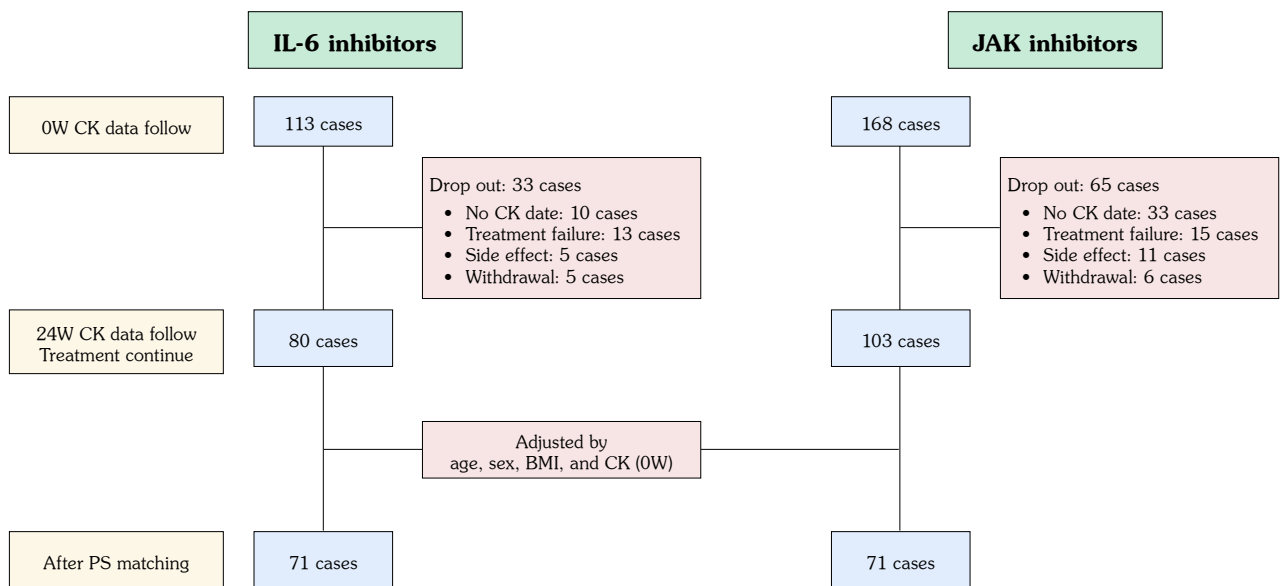 IL-6 inhibitors
JAK inhibitors
0W CK data follow
113 cases
168 cases
Drop out: 33 cases
• No CK date: 10 cases
• Treatment failure: 13 cases
• Side effect: 5 cases
• Withdrawal: 5 cases
Drop out: 65 cases
• No CK date: 33 cases
• Treatment failure: 15 cases
• Side effect: 11 cases
• Withdrawal: 6 cases
24W CK data follow
Treatment continue
80 cases
103 cases
Adjusted by
age, sex, BMI, and CK (0W)
After PS matching
71 cases
71 cases